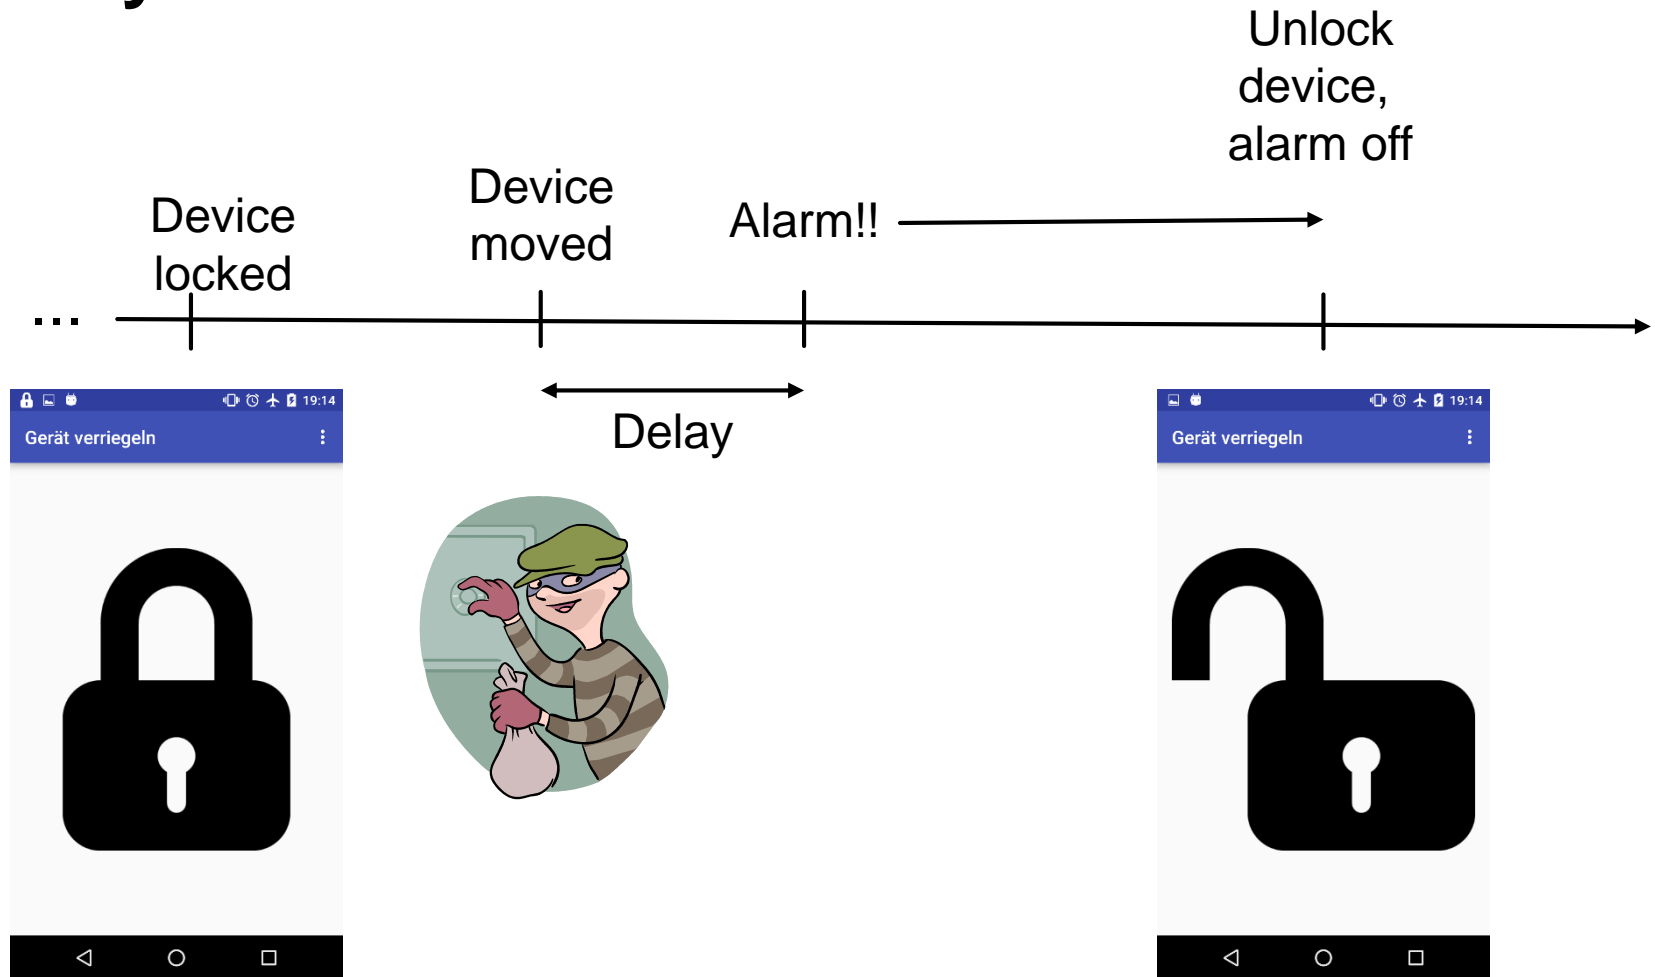 Unlock
device,
alarm off
Device
moved
Alarm!!
Device
locked
...
Delay
19:14
Gerät verriegeln
19:14
Gerät verriegeln